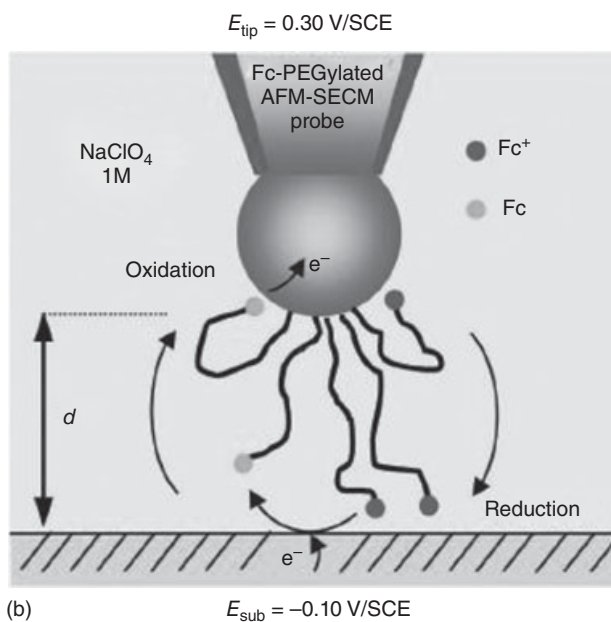 E_tip = 0.30 V/SCE
Fc-PEGylated
AFM-SECM
probe
NaClO₄
1M
Fc⁺
Fc
Oxidation
e⁻
d
Reduction
e⁻
(b)
E_sub = –0.10 V/SCE